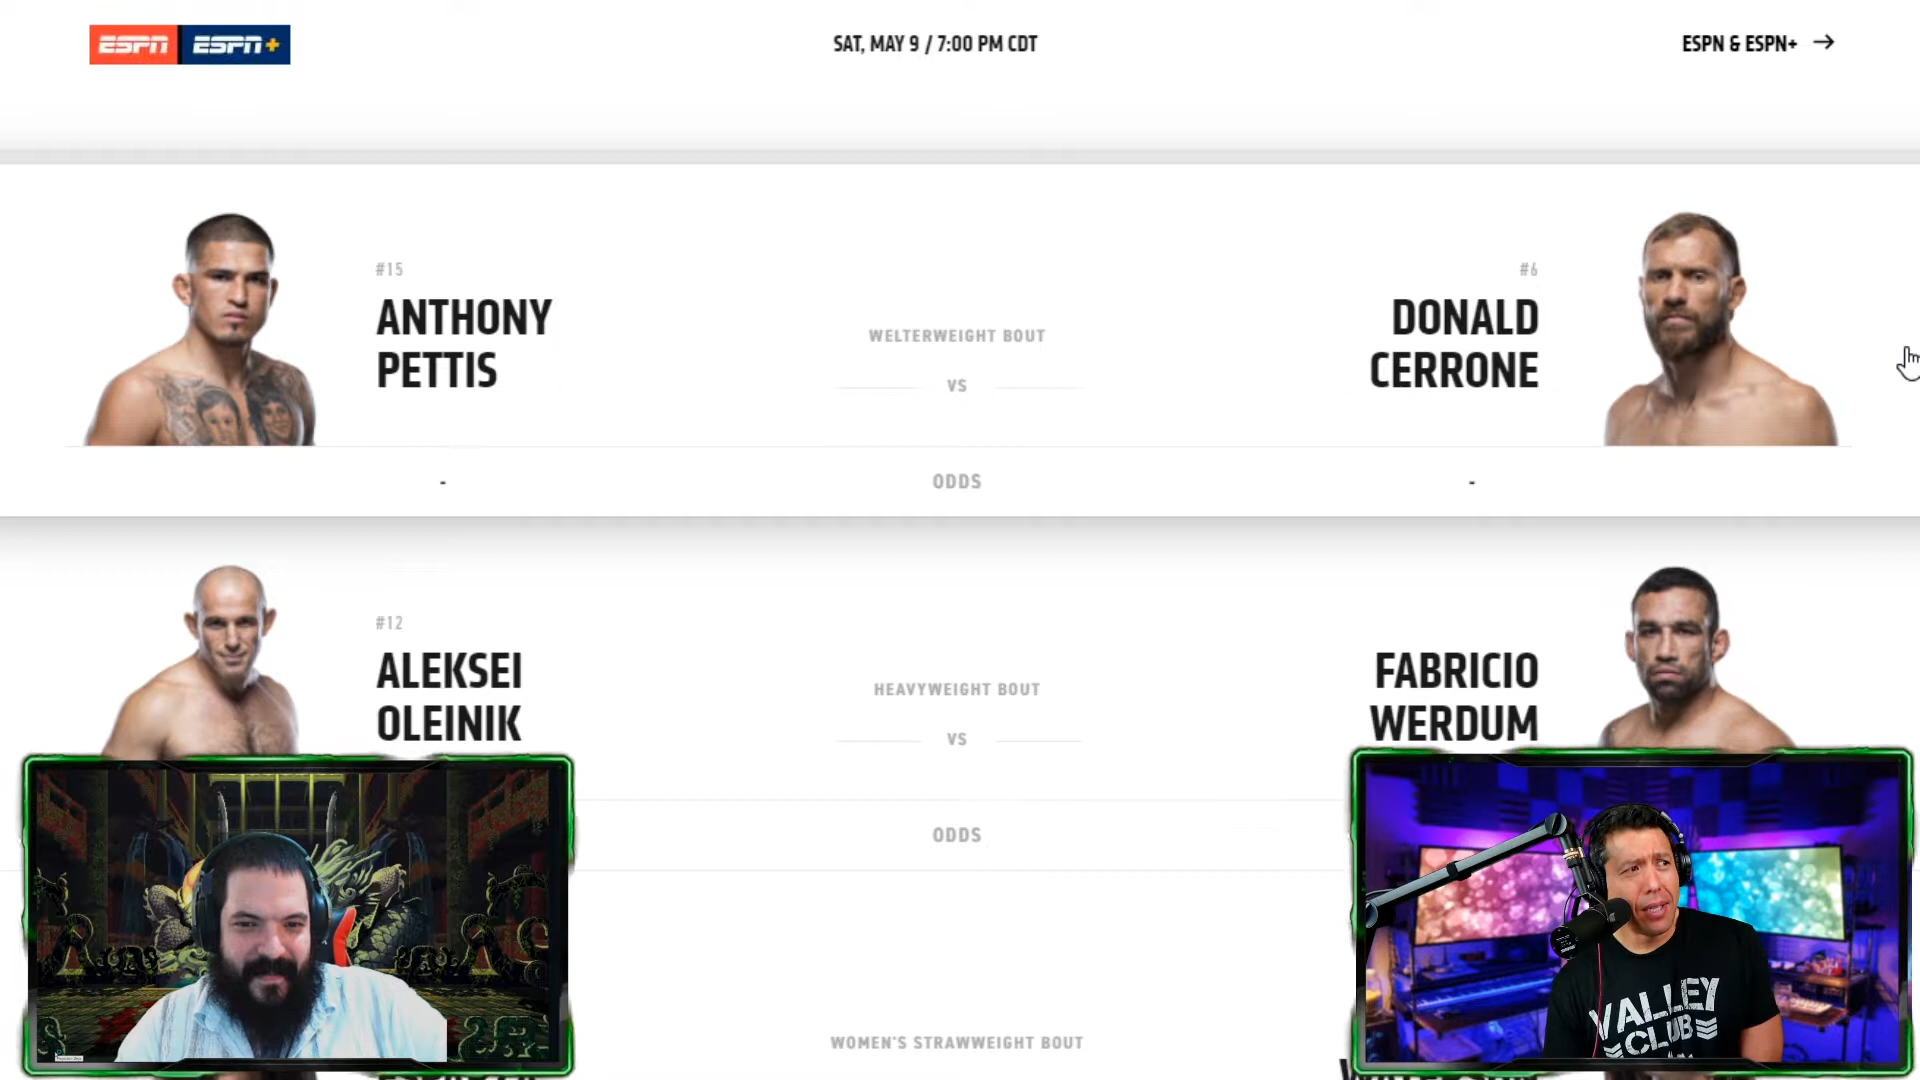 ESPN ESPN+
SAT, MAY 9 / 7:00 PM CDT
ESPN & ESPN+
#15
ANTHONY
PETTIS
WELTERWEIGHT BOUT
VS
#6
DONALD
CERRONE
-
ODDS
-
#12
ALEKSEI
OLEINIK
HEAVYWEIGHT BOUT
VS
FABRICIO
WERDUM
ODDS
WOMEN'S STRAWWEIGHT BOUT
VALLEY
CLUB